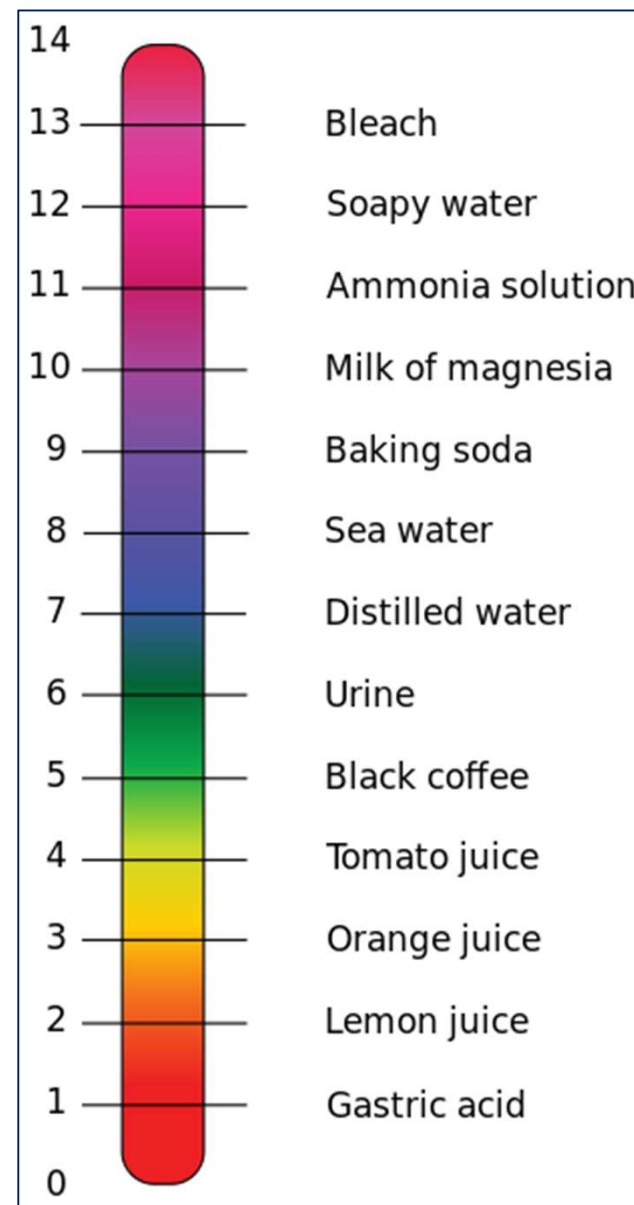 14
13 Bleach
12 Soapy water
11 Ammonia solution
10 Milk of magnesia
9 Baking soda
8 Sea water
7 Distilled water
6 Urine
5 Black coffee
4 Tomato juice
3 Orange juice
2 Lemon juice
1 Gastric acid
0